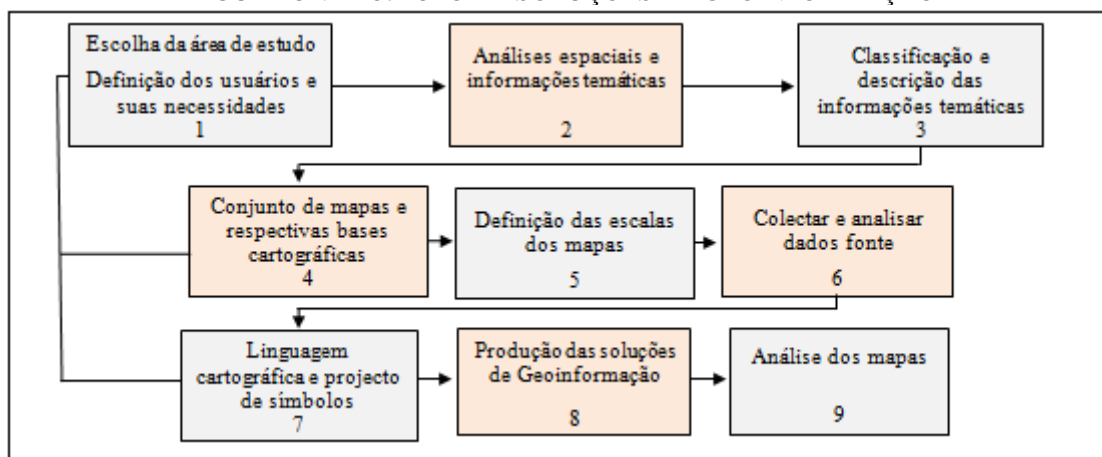 Escolha da área de estudo
Definição dos usuários e
suas necessidades
1
Análises espaciais e
informações temáticas
2
Classificação e
descrição das
informações temáticas
3
Conjunto de mapas e
respectivas bases
cartográficas
4
Definição das escalas
dos mapas
5
Colectar e analisar
dados fonte
6
Linguagem
cartográfica e projecto
de símbolos
7
Produção das soluções
de Geoinformação
8
Análise dos mapas
9